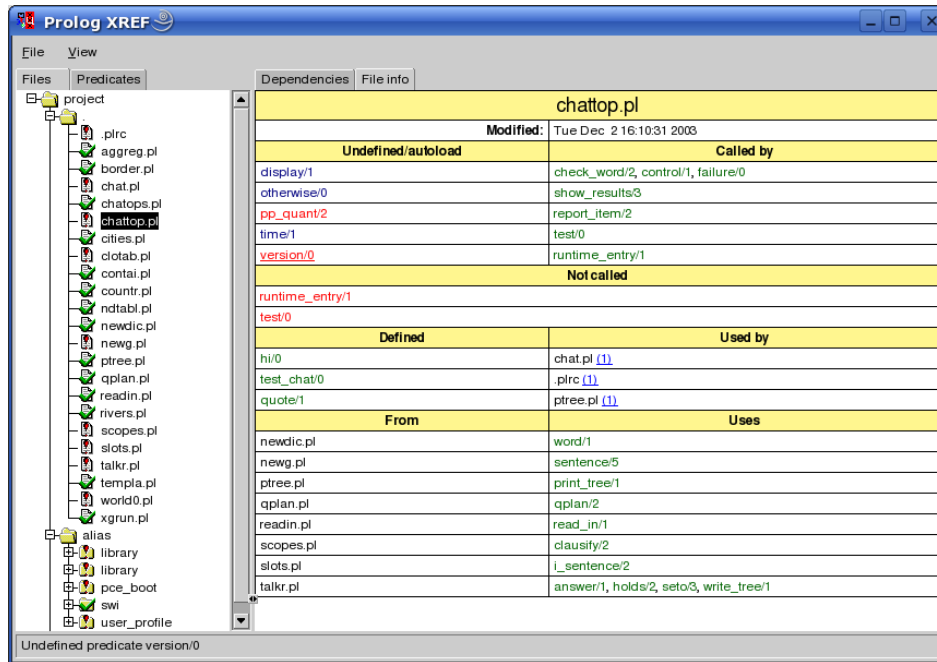 Prolog XREF
File View
Files Predicates
project
.
.plrc
aggreg.pl
border.pl
chat.pl
chatops.pl
chattop.pl
cities.pl
clotab.pl
contai.pl
countr.pl
ndtabl.pl
newdic.pl
newg.pl
ptree.pl
qplan.pl
readin.pl
rivers.pl
scopes.pl
slots.pl
talkr.pl
templa.pl
world0.pl
xgrun.pl
alias
library
library
pce_boot
swi
user_profile
Dependencies File info
chattop.pl
Modified: Tue Dec 2 16:10:31 2003
Undefined/autoload Called by
display/1 check_word/2, control/1, failure/0
otherwise/0 show_results/3
pp_quant/2 report_item/2
time/1 test/0
version/0 runtime_entry/1
Not called
runtime_entry/1
test/0
Defined Used by
hi/0 chat.pl (1)
test_chat/0 .plrc (1)
quote/1 ptree.pl (1)
From Uses
newdic.pl word/1
newg.pl sentence/5
ptree.pl print_tree/1
qplan.pl qplan/2
readin.pl read_in/1
scopes.pl clausify/2
slots.pl i_sentence/2
talkr.pl answer/1, holds/2, seto/3, write_tree/1
Undefined predicate version/0